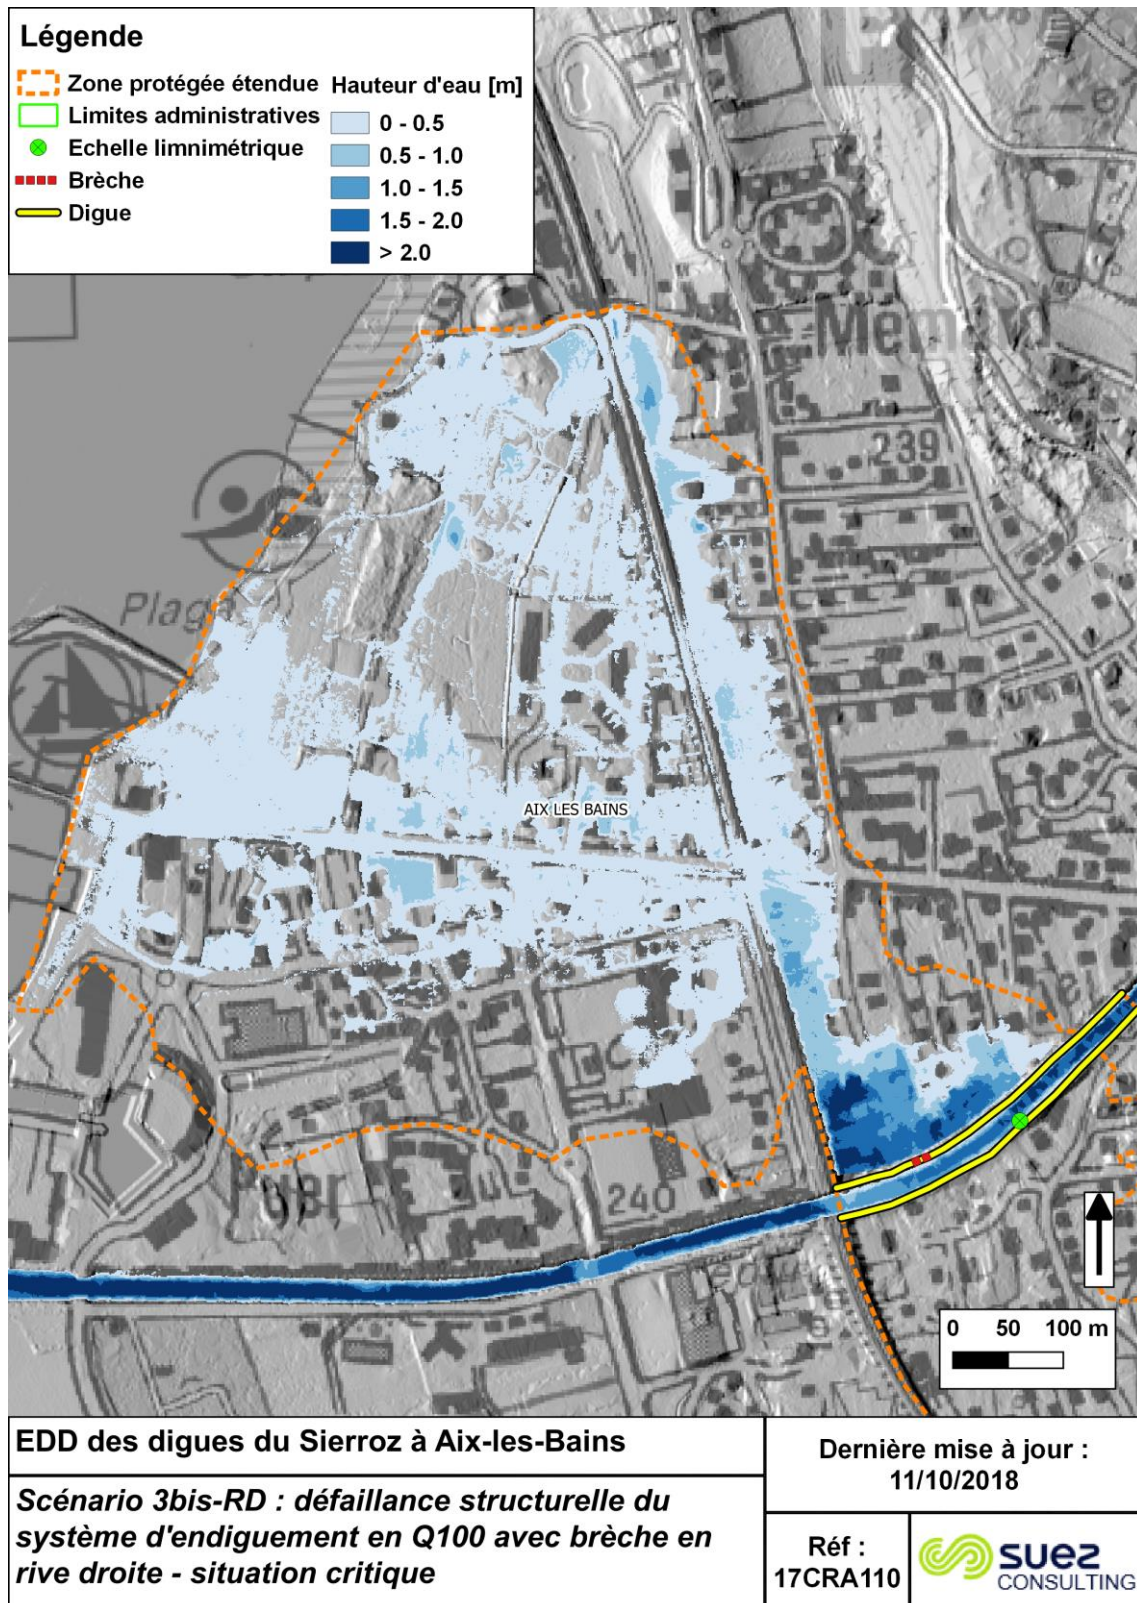 Légende
Zone protégée étendue
Limites administratives
Echelle limnimétrique
Brèche
Digue
Hauteur d'eau [m]
0 - 0.5
0.5 - 1.0
1.0 - 1.5
1.5 - 2.0
> 2.0
239
Plage
AIX LES BAINS
240
0 50 100 m
EDD des digues du Sierroz à Aix-les-Bains
Scénario 3bis-RD : défaillance structurelle du
système d'endiguement en Q100 avec brèche en
rive droite - situation critique
Dernière mise à jour :
11/10/2018
Réf :
17CRA110
suez
CONSULTING